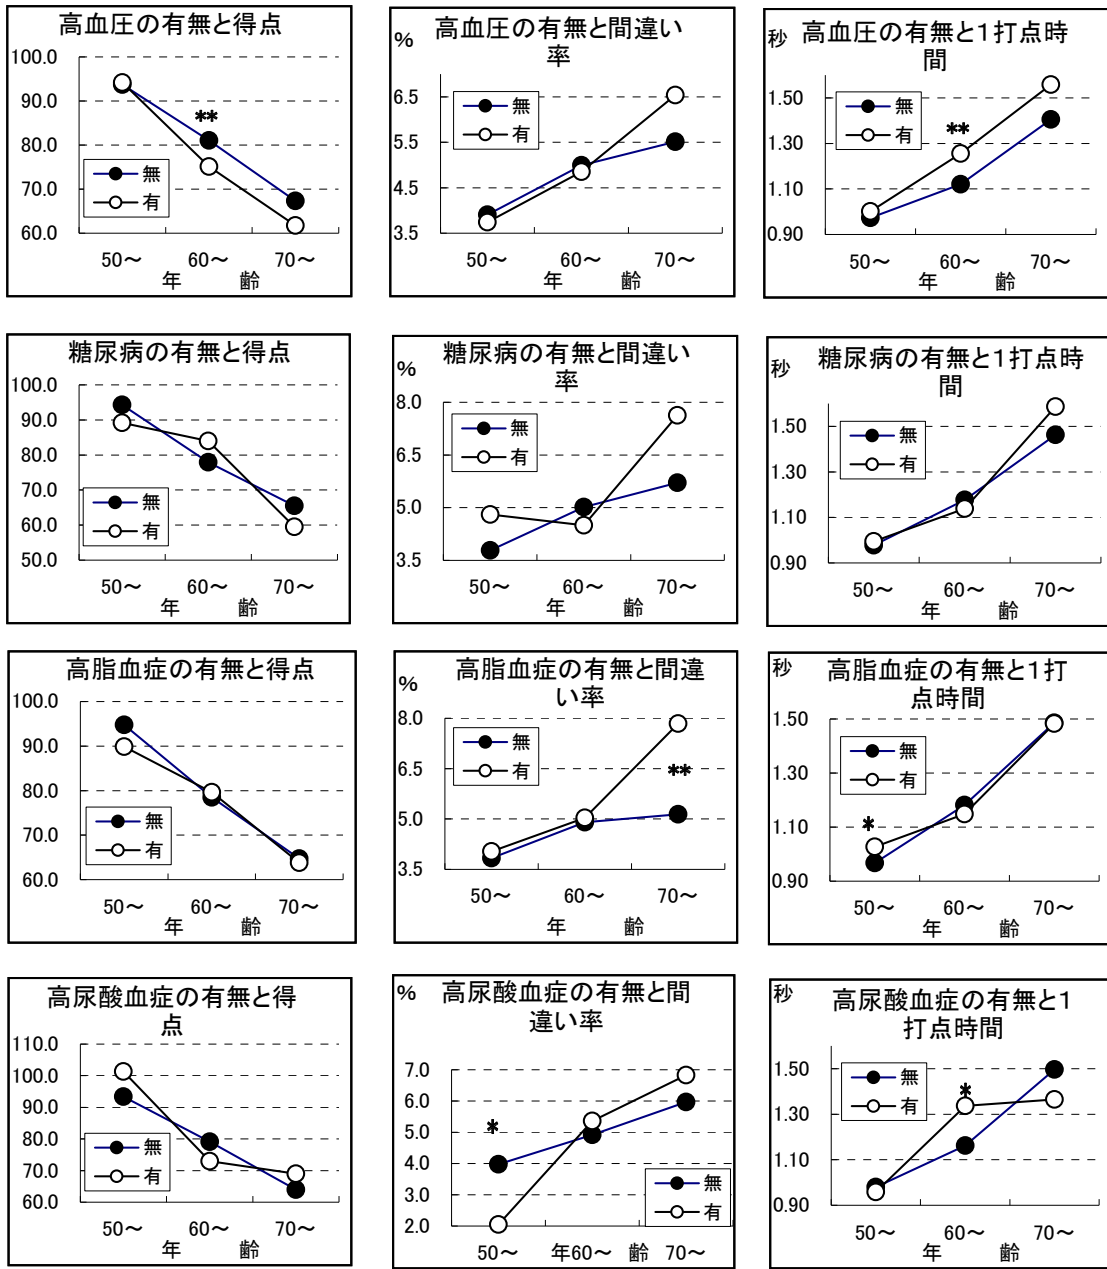 高血圧の有無と得点
100.0
90.0
80.0
70.0
60.0
**
無
有
50～ 60～ 70～
年 齢
% 高血圧の有無と間違い
率
6.5
5.5
4.5
3.5
無
有
50～ 60～ 70～
年 齢
秒 高血圧の有無と1打点時
間
1.50
1.30
1.10
0.90
無
有
**
50～ 60～ 70～
年 齢
糖尿病の有無と得点
100.0
90.0
80.0
70.0
60.0
50.0
無
有
50～ 60～ 70～
年 齢
% 糖尿病の有無と間違い
率
8.0
6.5
5.0
3.5
無
有
50～ 60～ 70～
年 齢
秒 糖尿病の有無と1打点時
間
1.50
1.30
1.10
0.90
無
有
50～ 60～ 70～
年 齢
高脂血症の有無と得点
100.0
90.0
80.0
70.0
60.0
無
有
50～ 60～ 70～
年 齢
% 高脂血症の有無と間違
い率
8.0
6.5
5.0
3.5
無
有
**
50～ 60～ 70～
年 齢
秒 高脂血症の有無と1打
点時間
1.50
1.30
1.10
0.90
無
有
*
50～ 60～ 70～
年 齢
高尿酸血症の有無と得
点
110.0
100.0
90.0
80.0
70.0
60.0
無
有
50～ 60～ 70～
年 齢
% 高尿酸血症の有無と間
違い率
7.0
6.0
5.0
4.0
3.0
2.0
*
無
有
50～ 年60～ 齢 70～
秒 高尿酸血症の有無と1
打点時間
1.50
1.30
1.10
0.90
無
有
*
50～ 60～ 70～
年 齢